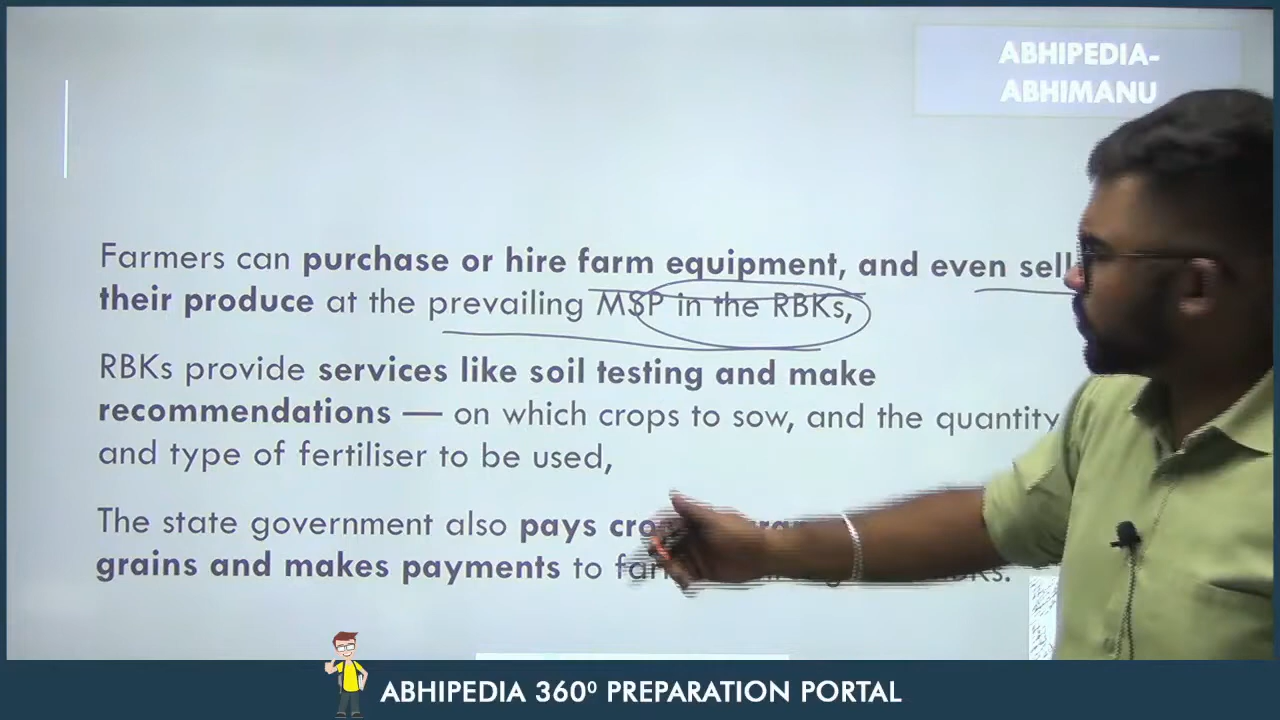 ABHIPEDIA-
ABHIMANU
Farmers can purchase or hire farm equipment, and even sell
their produce at the prevailing MSP in the RBKs,
RBKs provide services like soil testing and make
recommendations — on which crops to sow, and the quantity
and type of fertiliser to be used,
The state government also pays
grains and makes payments to
ABHIPEDIA 360⁰ PREPARATION PORTAL